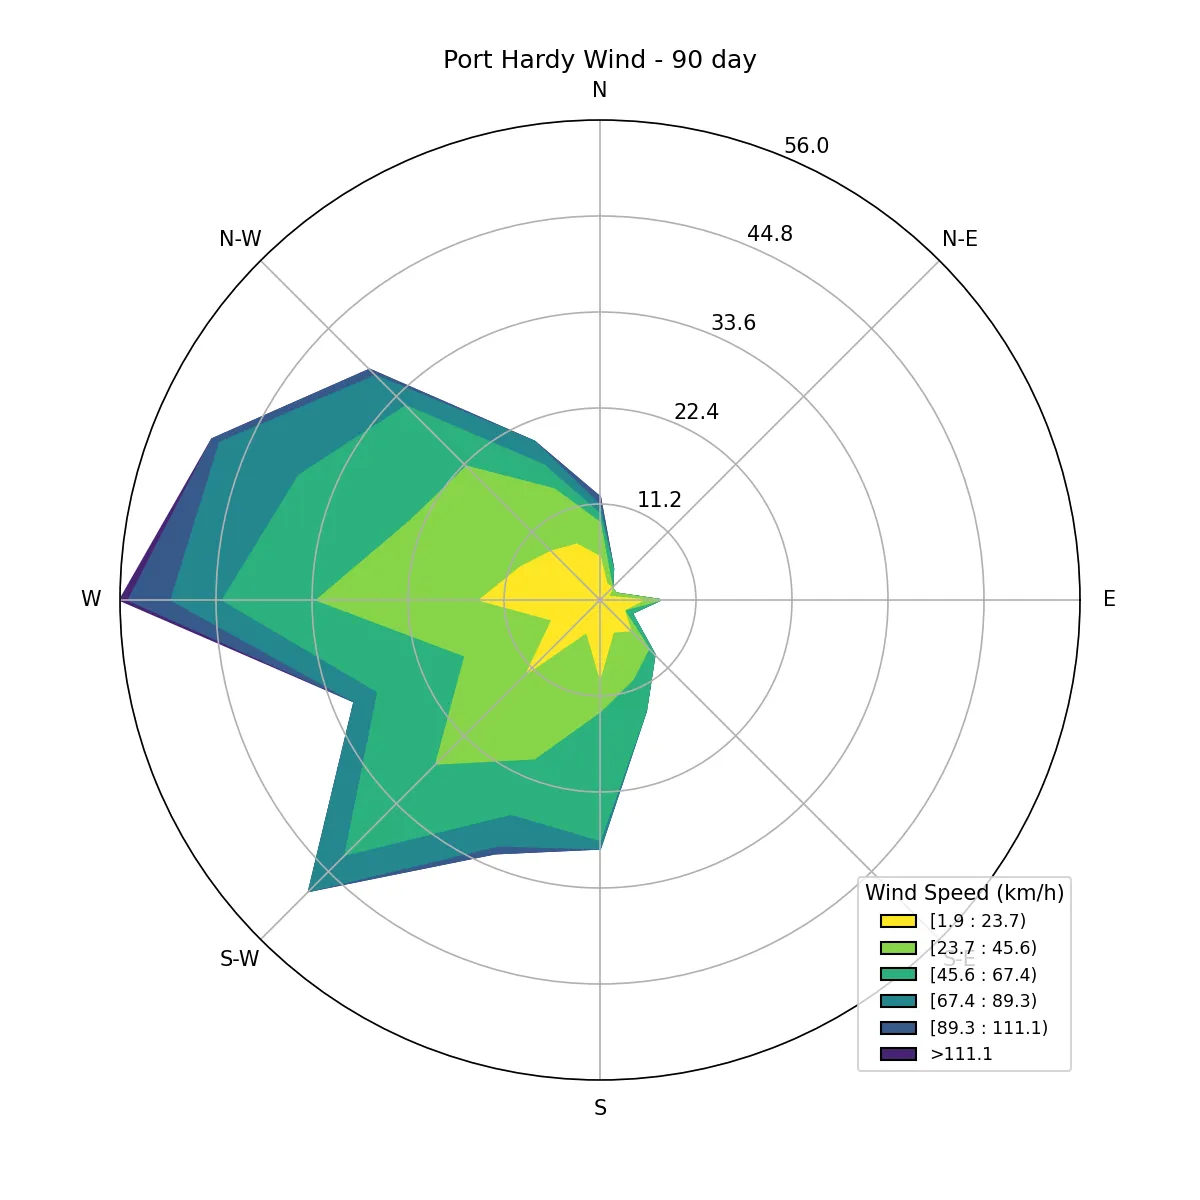 Port Hardy Wind - 90 day
N
56.0
N-W
N-E
44.8
33.6
22.4
11.2
W
E
S-W
S-E
S
Wind Speed (km/h)
[1.9 : 23.7)
[23.7 : 45.6)
[45.6 : 67.4)
[67.4 : 89.3)
[89.3 : 111.1)
>111.1